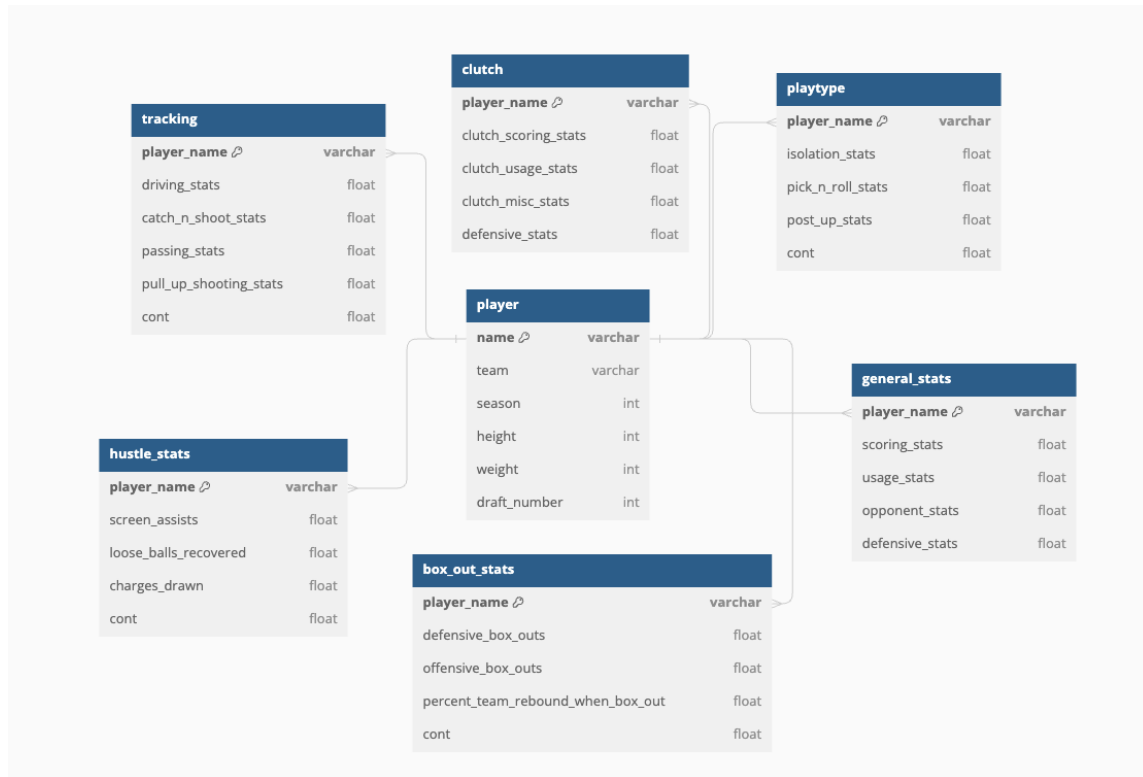 clutch
player_name varchar
clutch_scoring_stats float
clutch_usage_stats float
clutch_misc_stats float
defensive_stats float
playtype
player_name varchar
isolation_stats float
pick_n_roll_stats float
post_up_stats float
cont float
tracking
player_name varchar
driving_stats float
catch_n_shoot_stats float
passing_stats float
pull_up_shooting_stats float
cont float
player
name varchar
team varchar
season int
height int
weight int
draft_number int
general_stats
player_name varchar
scoring_stats float
usage_stats float
opponent_stats float
defensive_stats float
hustle_stats
player_name varchar
screen_assists float
loose_balls_recovered float
charges_drawn float
cont float
box_out_stats
player_name varchar
defensive_box_outs float
offensive_box_outs float
percent_team_rebound_when_box_out float
cont float